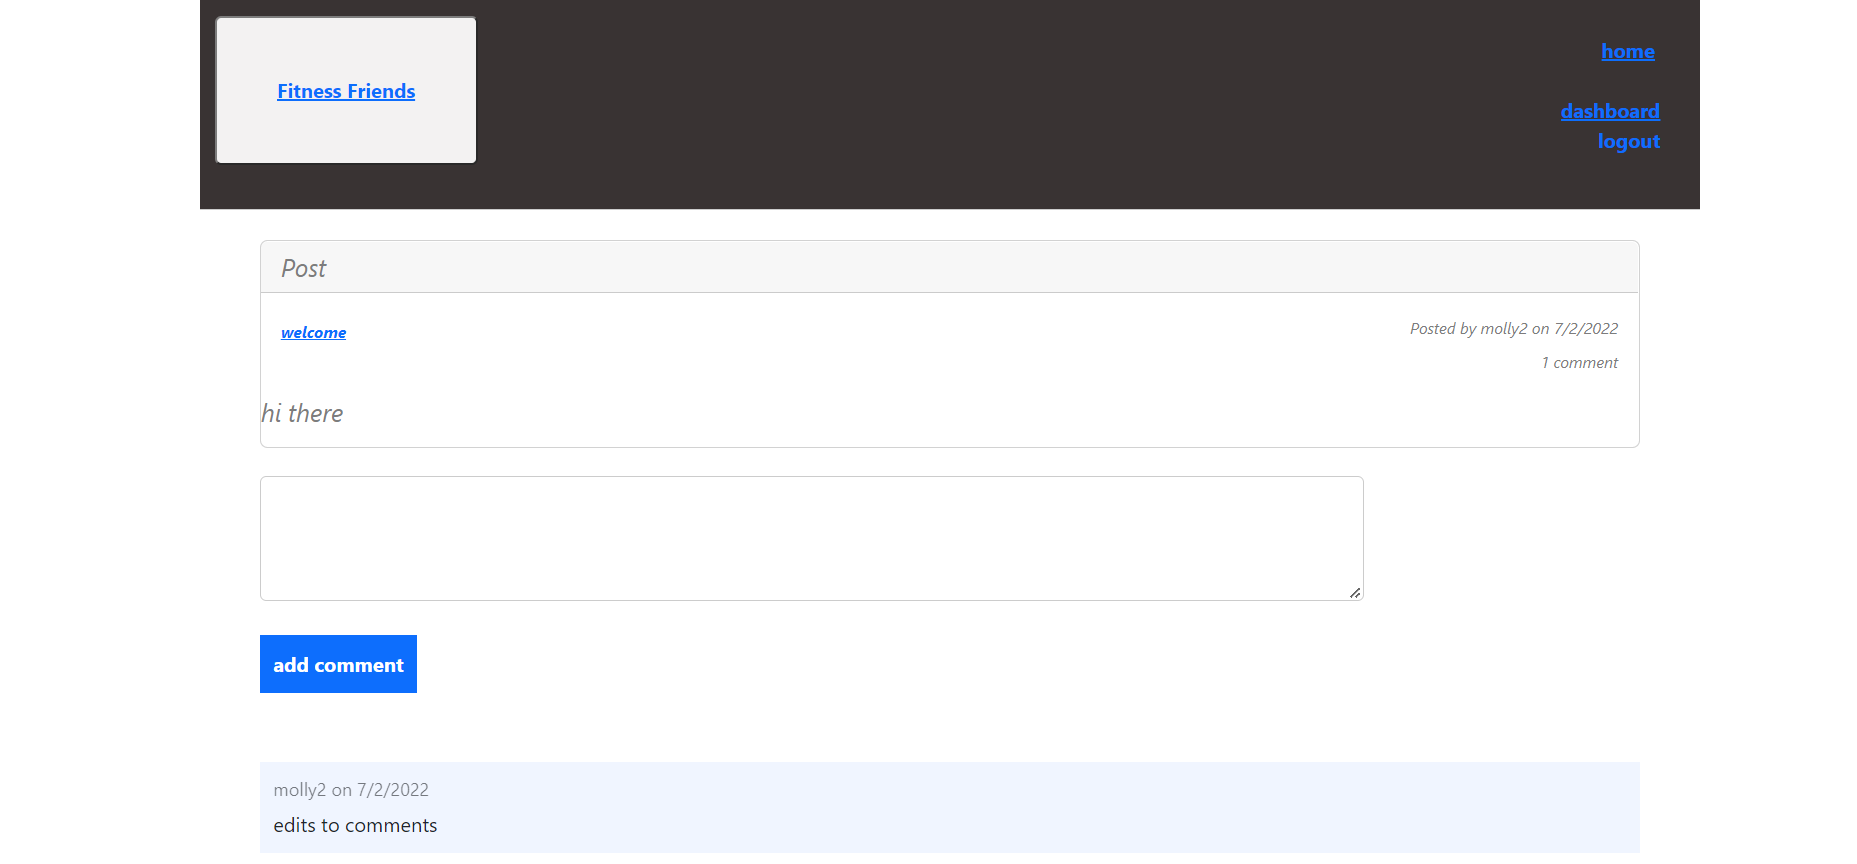 Fitness Friends
home
dashboard
logout
Post
welcome
Posted by molly2 on 7/2/2022
1 comment
hi there
add comment
molly2 on 7/2/2022
edits to comments